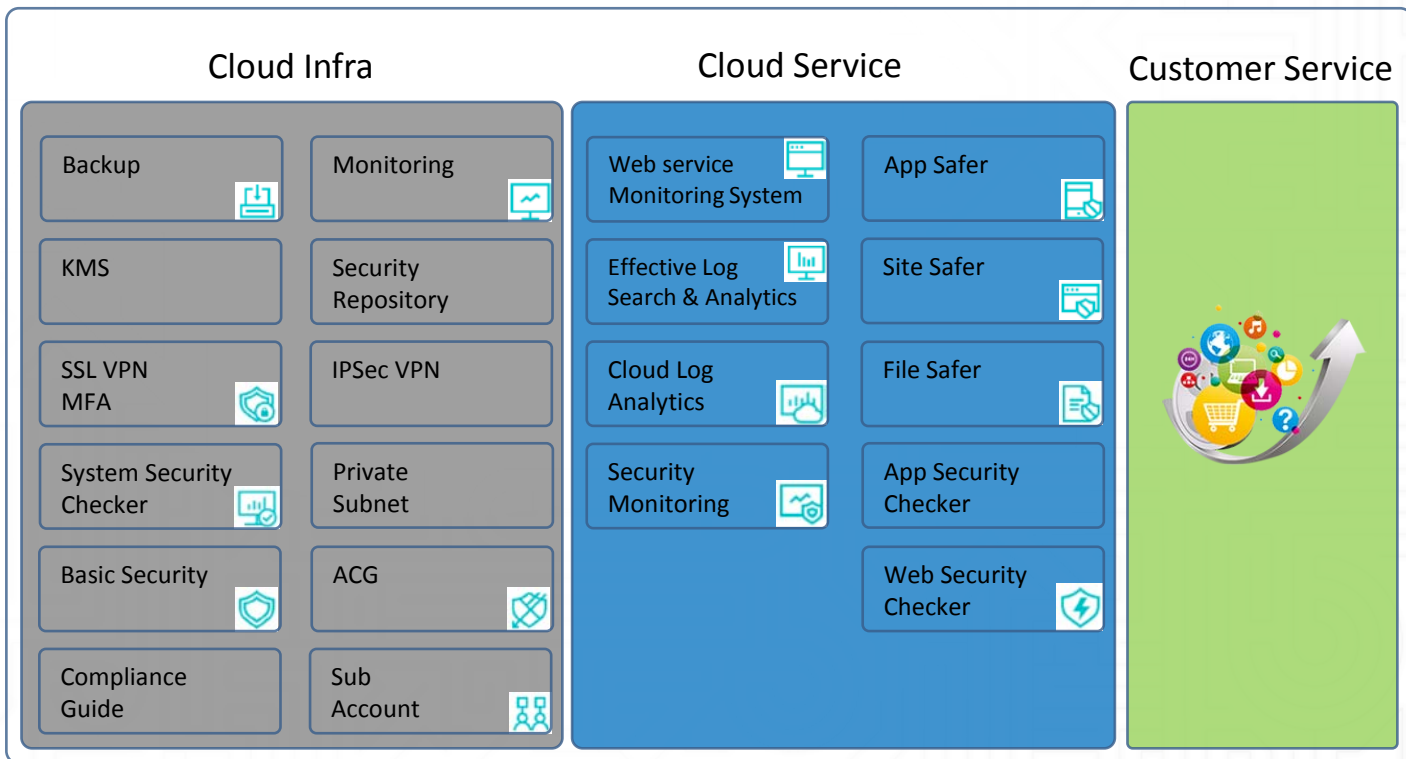 Cloud Infra
Cloud Service
Customer Service
Backup
Monitoring
KMS
Security
Repository
SSL VPN
MFA
IPSec VPN
System Security
Checker
Private
Subnet
Basic Security
ACG
Compliance
Guide
Sub
Account
Web service
Monitoring System
App Safer
Effective Log
Search & Analytics
Site Safer
Cloud Log
Analytics
File Safer
Security
Monitoring
App Security
Checker
Web Security
Checker
?